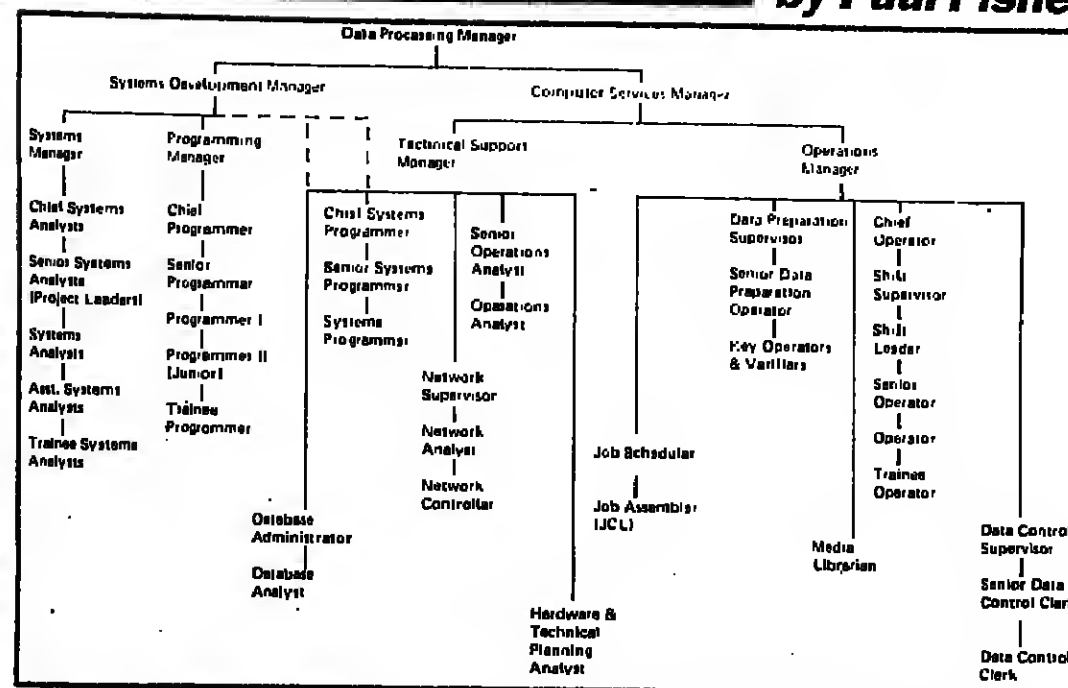 by Paul Fishe
Data Processing Manager
Systems Development Manager
Computer Services Manager
Systems
Manager
Programming
Manager
Technical Support
Manager
Operations
Manager
Chief Systems
Analysts
Senior Systems
Analysts
(Project Leaders)
Systems
Analysts
Asst. Systems
Analysts
Trainee Systems
Analysts
Chief
Programmer
Senior
Programmer
Programmer I
Programmer II
(Junior)
Trainee
Programmer
Chief Systems
Programmer
Senior Systems
Programmer
Systems
Programmer
Senior
Operations
Analyst
Operations
Analyst
Network
Supervisor
Network
Analyst
Network
Controller
Database
Administrator
Database
Analyst
Hardware &
Technical
Planning
Analyst
Job Schedular
Job Assembler
(JCL)
Data Preparation
Supervisor
Senior Data
Preparation
Operator
Key Operators
& Verifiers
Media
Librarian
Chief
Operator
Shift
Supervisor
Shift
Leader
Senior
Operator
Operator
Trainee
Operator
Data Control
Supervisor
Senior Data
Control Cler
Data Control
Clerk